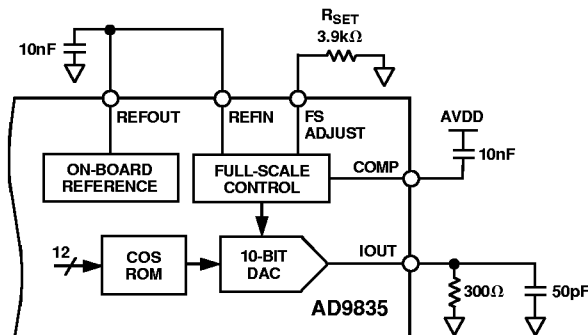 RSET
3.9kΩ
10nF
REFOUT
REFIN
FS
ADJUST
AVDD
ON-BOARD
REFERENCE
FULL-SCALE
CONTROL
COMP
10nF
12
COS
ROM
10-BIT
DAC
IOUT
300Ω
50pF
AD9835